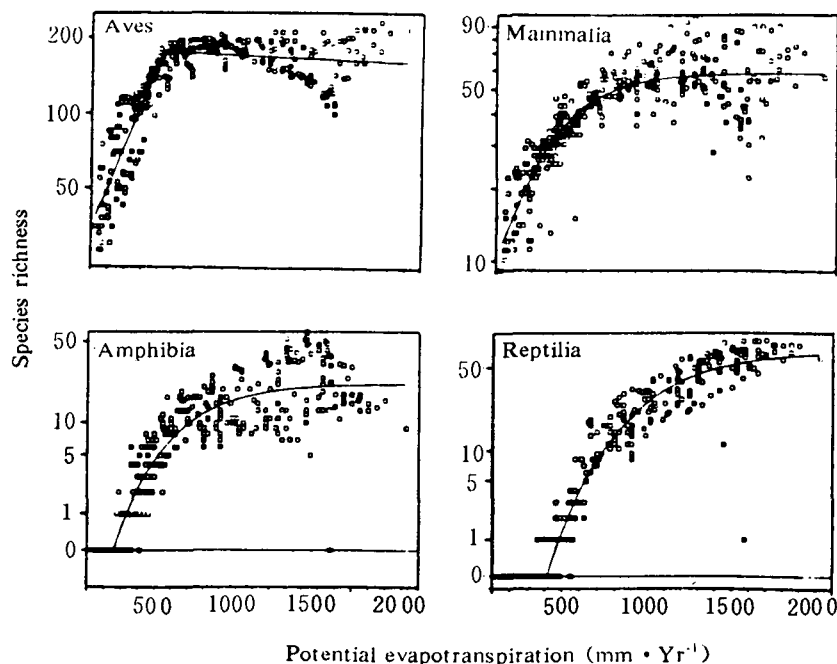 Aves
200
100
50
Mammalia
90
50
10
Species richness
Amphibia
50
10
5
1
0
500 1000 1500 2000
Reptilia
50
10
5
1
0
500 1000 1500 2000
Potential evapotranspiration (mm · Yr⁻¹)